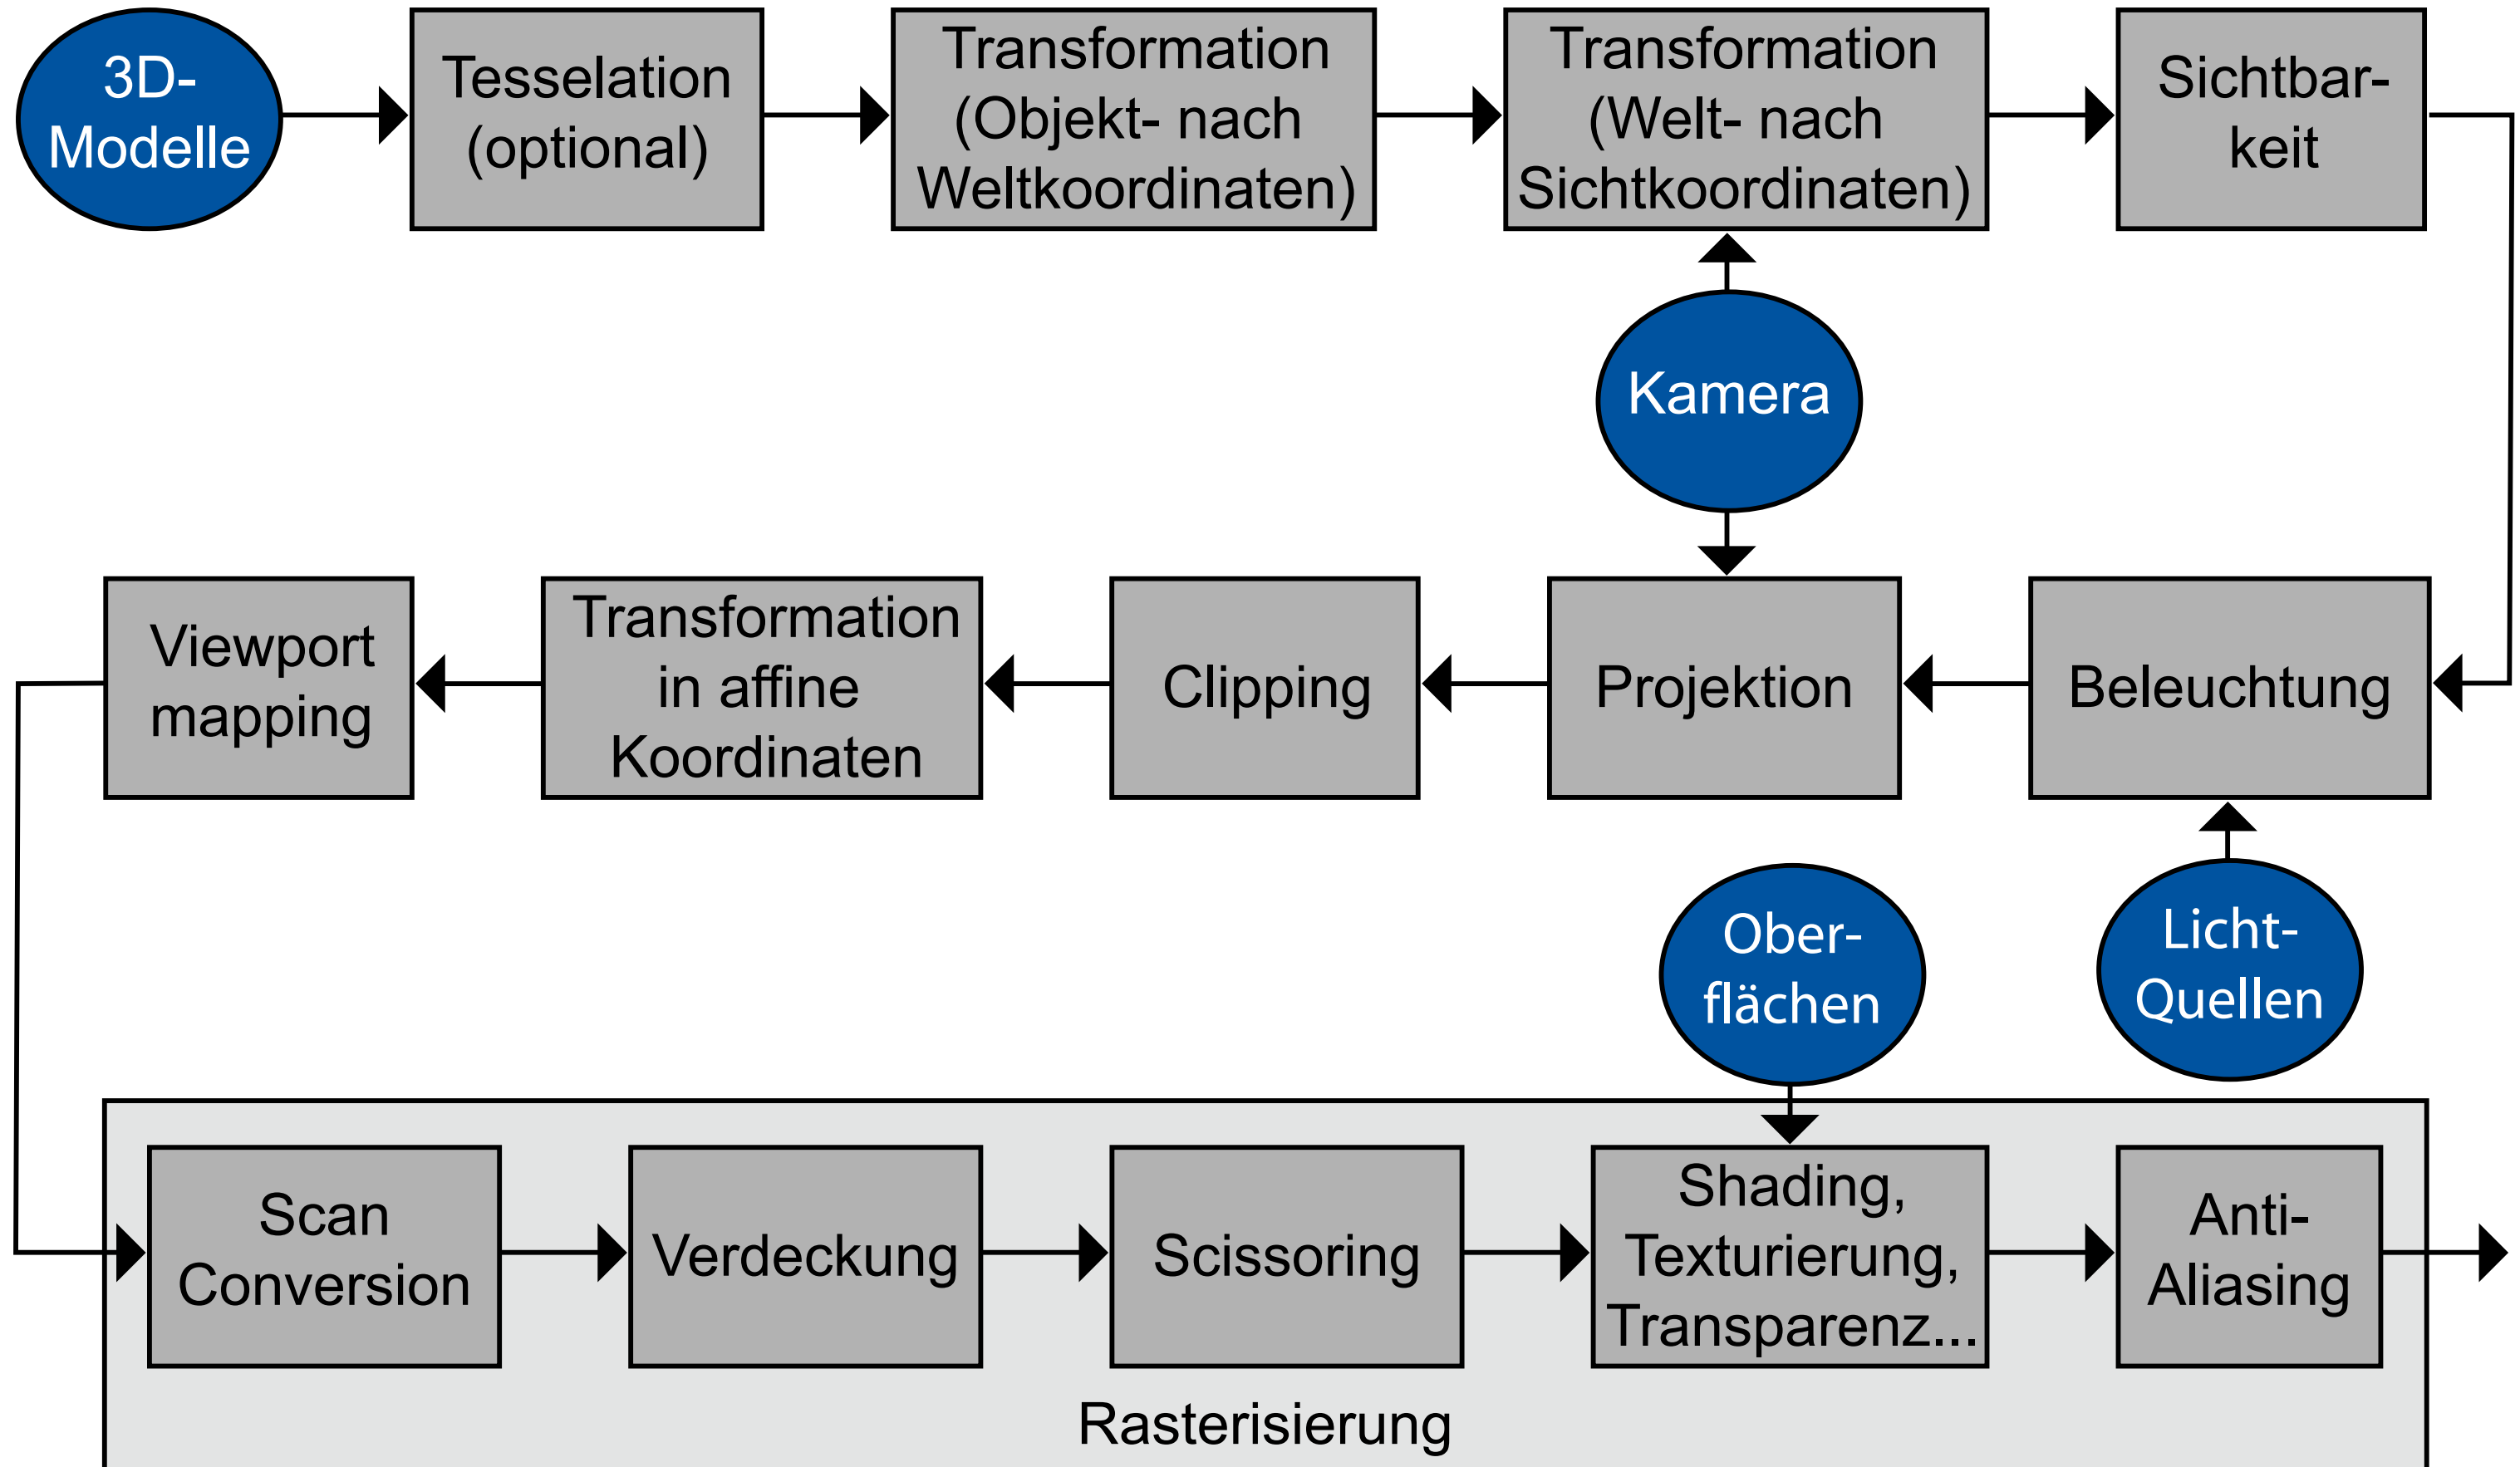 3D-
Modelle
Tesselation
(optional)
Transformation
(Objekt- nach
Weltkoordinaten)
Transformation
(Welt- nach
Sichtkoordinaten)
Sichtbar-
keit
Kamera
Viewport
mapping
Transformation
in affine
Koordinaten
Clipping
Projektion
Beleuchtung
Ober-
flächen
Licht-
Quellen
Scan
Conversion
Verdeckung
Scissoring
Shading,
Texturierung,
Transparenz...
Anti-
Aliasing
Rasterisierung